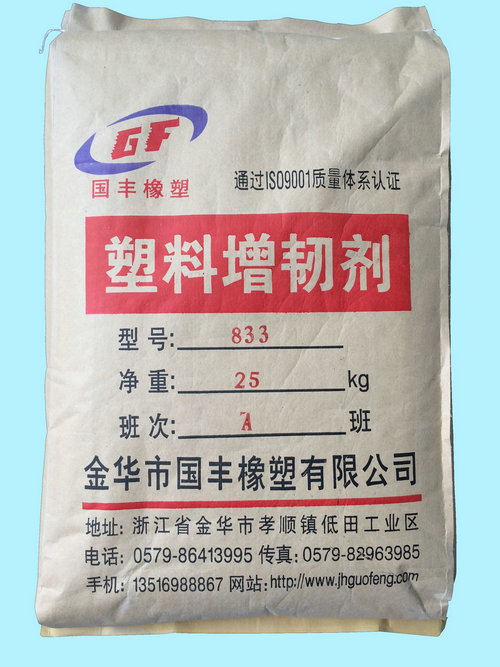 GF
国丰橡塑
通过ISO9001质量体系认证
塑料增韧剂
型号: 833
净重: 25 kg
班次: A 班
金华市国丰橡塑有限公司
地址: 浙江省金华市孝顺镇低田工业区
电话: 0579-86413995 传真: 0579-82963985
手机: 13516988867 网站: http://www.jhguofeng.com